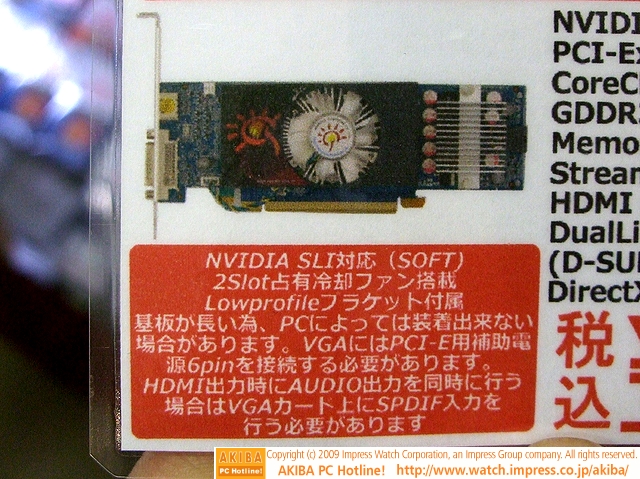 NVIDI
PCI-Ex
CoreCl
GDDR
Memo
Stream
HDMI
DualLi
(D-SU
DirectX
税
込
NVIDIA SLI対応（SOFT）
2Slot占有冷却ファン搭載
Lowprofileブラケット付属
基板が長い為、PCによっては装着出来ない
場合があります。VGAにはPCI-E用補助電
源6pinを接続する必要があります。
HDMI出力時にAUDIO出力を同時に行う
場合はVGAカード上にSPDIF入力を
行う必要があります
AKIBA
PC Hotline!
Copyright (c) 2009 Impress Watch Corporation, an Impress Group company. All rights reserved.
AKIBA PC Hotline! http://www.watch.impress.co.jp/akiba/